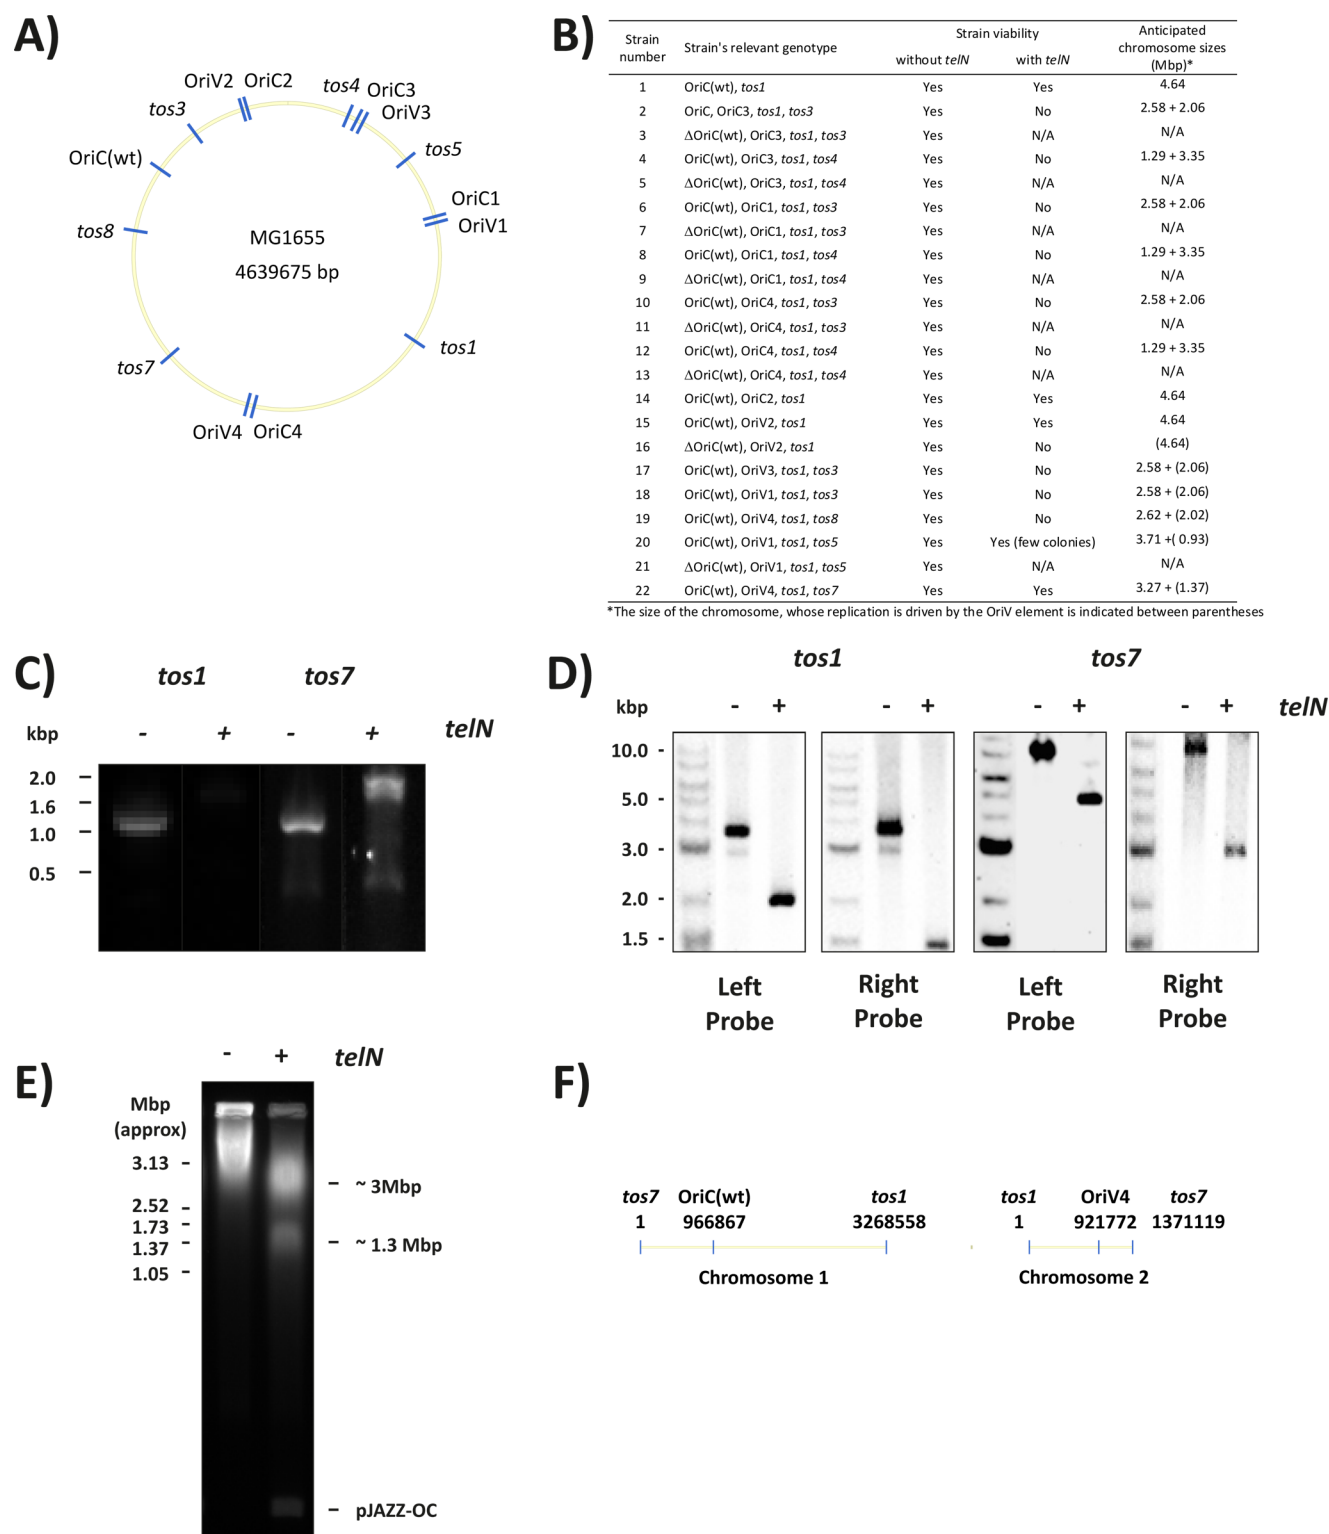 A)
OriV2 OriC2
tos4 OriC3
OriV3
tos3
tos5
OriC(wt)
OriC1
OriV1
tos8
MG1655
4639675 bp
tos1
tos7
OriV4 OriC4
B)
Strain number Strain's relevant genotype Strain viability Anticipated chromosome sizes (Mbp)*
without telN with telN
1 OriC(wt), tos1 Yes Yes 4.64
2 OriC, OriC3, tos1, tos3 Yes No 2.58 + 2.06
3 ΔOriC(wt), OriC3, tos1, tos3 Yes N/A N/A
4 OriC(wt), OriC3, tos1, tos4 Yes No 1.29 + 3.35
5 ΔOriC(wt), OriC3, tos1, tos4 Yes N/A N/A
6 OriC(wt), OriC1, tos1, tos3 Yes No 2.58 + 2.06
7 ΔOriC(wt), OriC1, tos1, tos3 Yes N/A N/A
8 OriC(wt), OriC1, tos1, tos4 Yes No 1.29 + 3.35
9 ΔOriC(wt), OriC1, tos1, tos4 Yes N/A N/A
10 OriC(wt), OriC4, tos1, tos3 Yes No 2.58 + 2.06
11 ΔOriC(wt), OriC4, tos1, tos3 Yes N/A N/A
12 OriC(wt), OriC4, tos1, tos4 Yes No 1.29 + 3.35
13 ΔOriC(wt), OriC4, tos1, tos4 Yes N/A N/A
14 OriC(wt), OriC2, tos1 Yes Yes 4.64
15 OriC(wt), OriV2, tos1 Yes Yes 4.64
16 ΔOriC(wt), OriV2, tos1 Yes No (4.64)
17 OriC(wt), OriV3, tos1, tos3 Yes No 2.58 + (2.06)
18 OriC(wt), OriV1, tos1, tos3 Yes No 2.58 + (2.06)
19 OriC(wt), OriV4, tos1, tos8 Yes No 2.62 + (2.02)
20 OriC(wt), OriV1, tos1, tos5 Yes Yes (few colonies) 3.71 +( 0.93)
21 ΔOriC(wt), OriV1, tos1, tos5 Yes N/A N/A
22 OriC(wt), OriV4, tos1, tos7 Yes Yes 3.27 + (1.37)
*The size of the chromosome, whose replication is driven by the OriV element is indicated between parentheses
C)
tos1 tos7
kbp - + - + telN
2.0 -
1.6 -
1.0 -
0.5 -
D)
tos1 tos7
kbp - + - + - + - + telN
10.0 -
5.0 -
3.0 -
2.0 -
1.5 -
Left Probe
Right Probe
Left Probe
Right Probe
E)
- + telN
Mbp
(approx)
3.13 -
2.52 -
1.73 -
1.37 -
1.05 -
- ~ 3Mbp
- ~ 1.3 Mbp
- pJAZZ-OC
F)
tos7 OriC(wt) tos1 tos1 OriV4 tos7
1 966867 3268558 1 921772 1371119
Chromosome 1 Chromosome 2